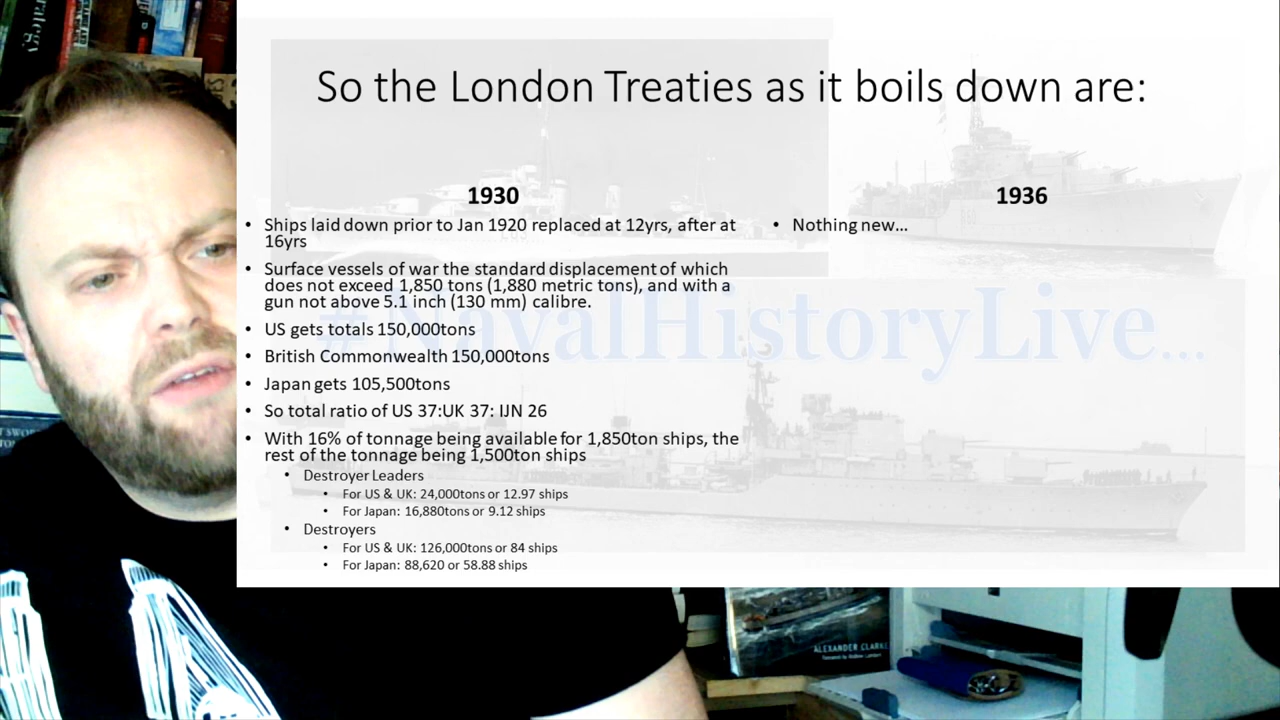 So the London Treaties as it boils down are:
1930
• Ships laid down prior to Jan 1920 replaced at 12yrs, after at
16yrs
• Surface vessels of war the standard displacement of which
does not exceed 1,850 tons (1,880 metric tons), and with a
gun not above 5.1 inch (130 mm) calibre.
• US gets totals 150,000tons
• British Commonwealth 150,000tons
• Japan gets 105,500tons
• So total ratio of US 37:UK 37: IJN 26
• With 16% of tonnage being available for 1,850ton ships, the
rest of the tonnage being 1,500ton ships
• Destroyer Leaders
• For US & UK: 24,000tons or 12.97 ships
• For Japan: 16,880tons or 9.12 ships
• Destroyers
• For US & UK: 126,000tons or 84 ships
• For Japan: 88,620 or 58.88 ships
1936
• Nothing new...
#NavalHistoryLive...
ALEXANDER CLARKE